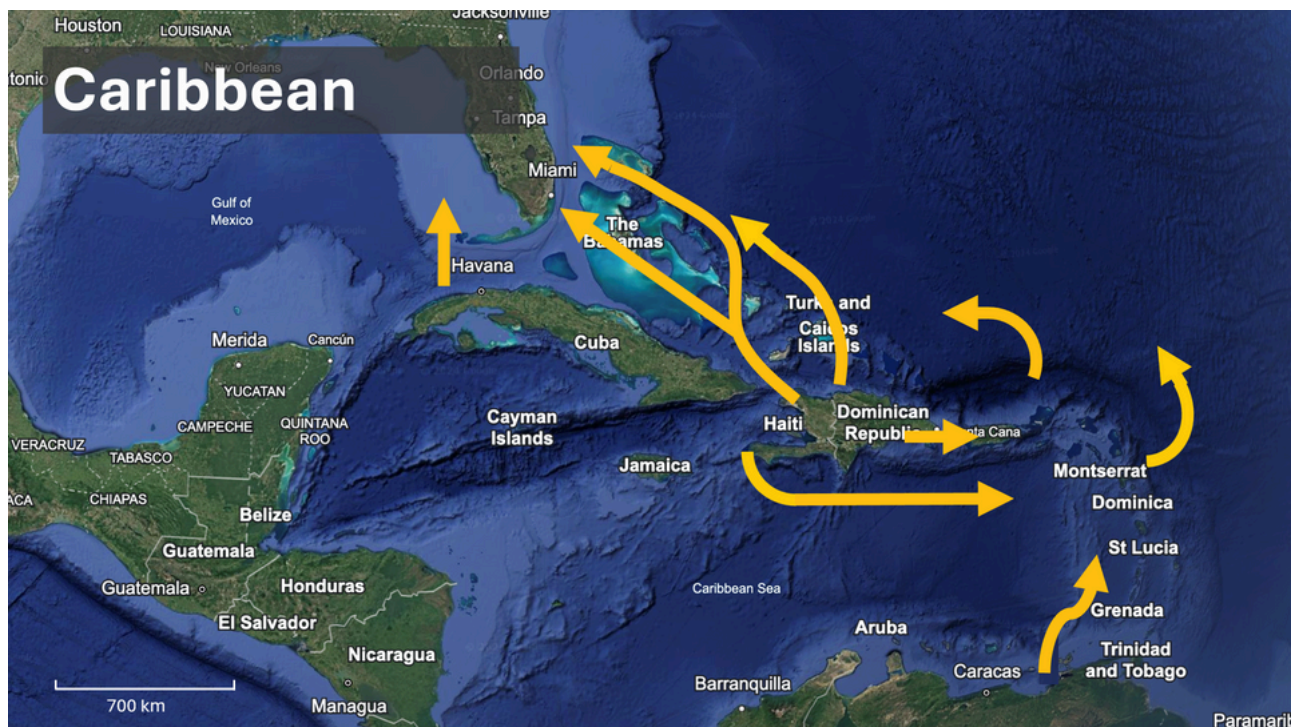 Jacksonville
Houston
LOUISIANA
New Orleans
Orlando
Caribbean
Tampa
Miami
Gulf of
Mexico
The
Bahamas
Havana
Turks and
Caicos
Islands
Merida
Cancún
Cuba
YUCATAN
CAMPECHE
QUINTANA
ROO
Cayman
Islands
Haiti
Dominican
Republic
VERACRUZ
TABASCO
Jamaica
Montserrat
CHIAPAS
Dominica
Belize
Guatemala
St Lucia
Guatemala
Honduras
Caribbean Sea
El Salvador
Grenada
Aruba
Nicaragua
Trinidad
and Tobago
Caracas
Barranquilla
700 km
Managua